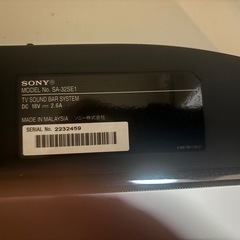 SONY
MODEL No. SA-32SE1
TV SOUND BAR SYSTEM
DC 18V ⎓ 2.6A
MADE IN MALAYSIA ソニー株式会社
SERIAL No. 2232459